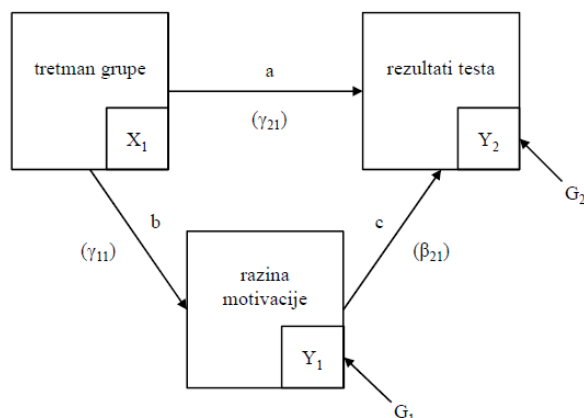 tretman grupe
X₁
a
(γ₂₁)
rezultati testa
Y₂
G₂
b
(γ₁₁)
c
(β₂₁)
razina
motivacije
Y₁
G₁